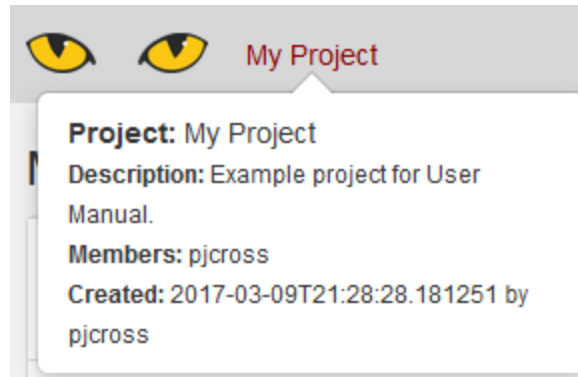 My Project
Project: My Project
Description: Example project for User
Manual.
Members: pjcross
Created: 2017-03-09T21:28:28.181251 by
pjcross